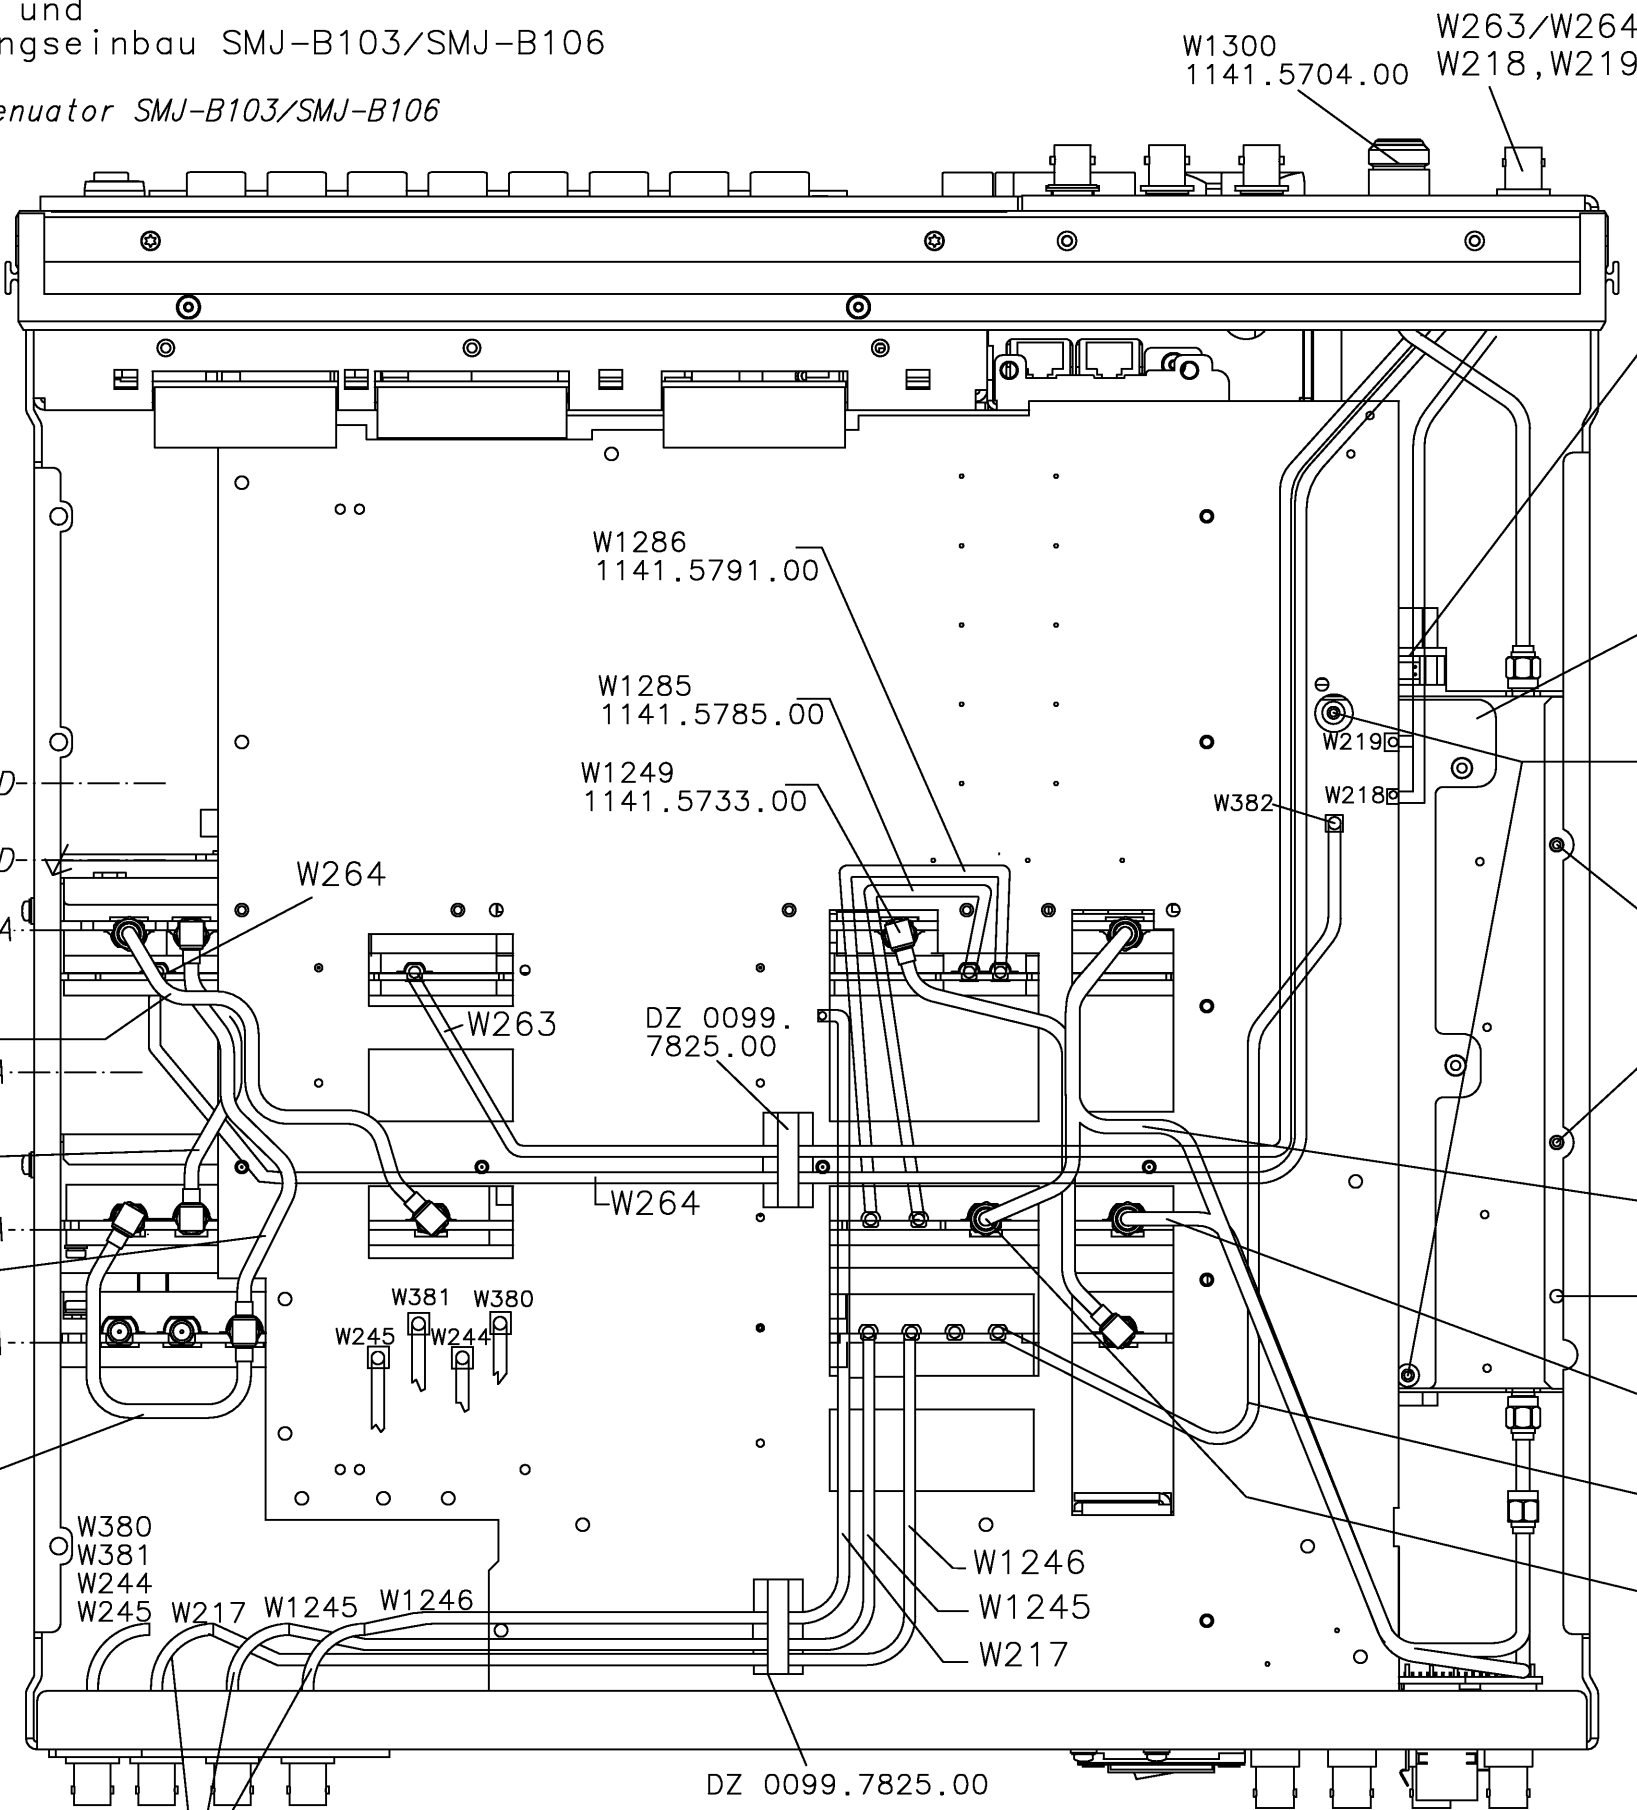 und
ngseinbau SMJ-B103/SMJ-B106
enuator SMJ-B103/SMJ-B106
W1300
1141.5704.00
W263/W264
W218,W219
W1286
1141.5791.00
W1285
1141.5785.00
W1249
1141.5733.00
W219
W218
W382
D
D
A
W264
W263
DZ 0099.
7825.00
W264
W381
W380
W245
W244
W380
W381
W244
W245
W217
W1245
W1246
W1246
W1245
W217
DZ 0099.7825.00